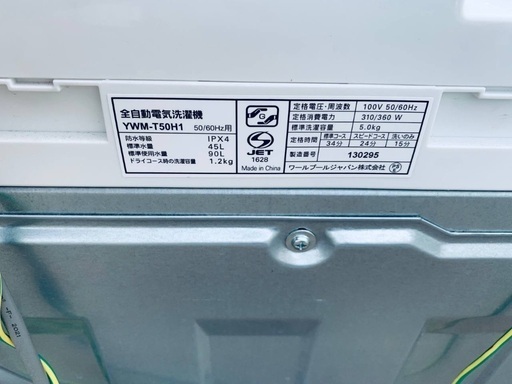 全自動電気洗濯機
YWM-T50H1 50/60Hz用
防水等級 IPX4
標準水量 45L
標準使用水量 90L
ドライコース時の洗濯容量 1.2kg
G
JET
1628
Made in China
定格電圧・周波数 100V 50/60Hz
定格消費電力 310/360 W
標準洗濯容量 5.0kg
定格時間 標準コース スピードコース 洗いのみ
34分 24分 15分
製造番号 130295
ワールプールジャパン株式会社
2021